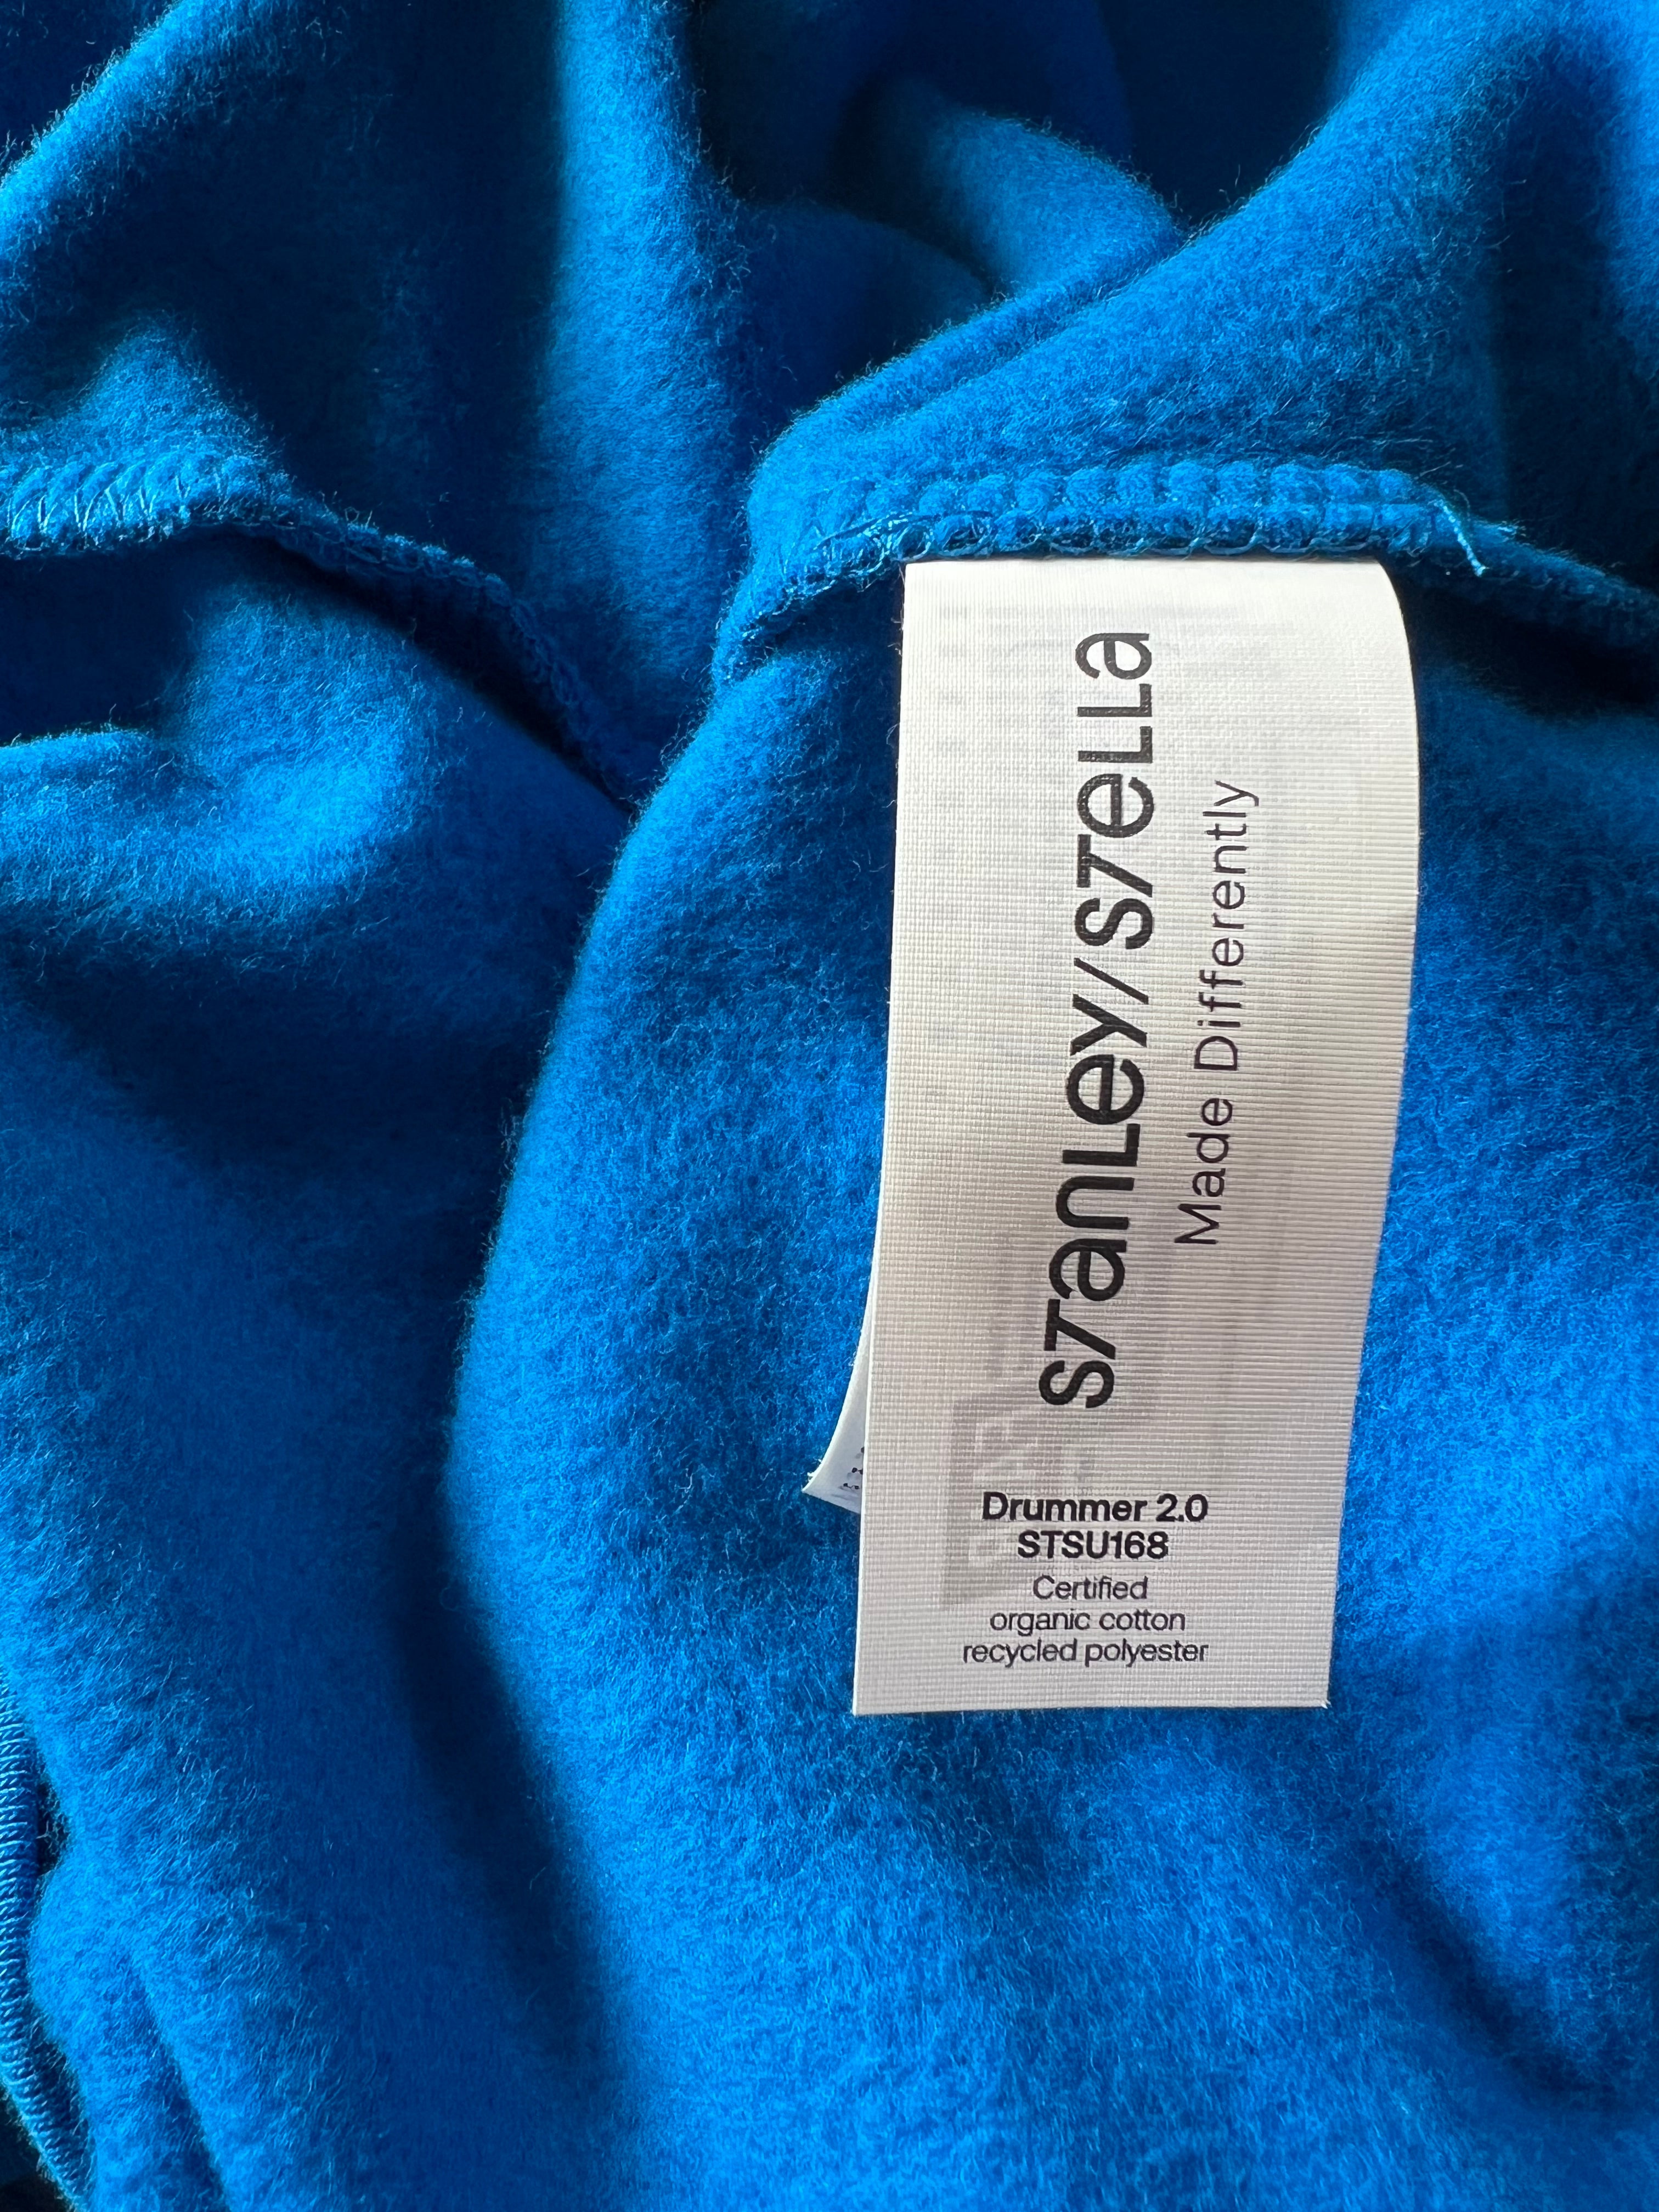 STANLEY/STELLA
Made Differently
Drummer 2.0
STSU168
Certified
organic cotton
recycled polyester